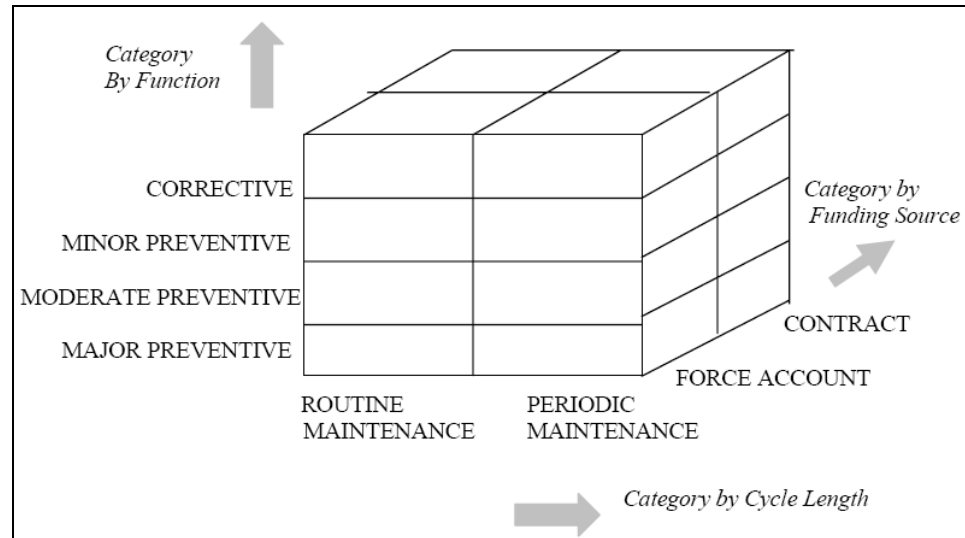 Category
By Function
CORRECTIVE
MINOR PREVENTIVE
MODERATE PREVENTIVE
MAJOR PREVENTIVE
Category by
Funding Source
CONTRACT
FORCE ACCOUNT
ROUTINE
MAINTENANCE
PERIODIC
MAINTENANCE
Category by Cycle Length